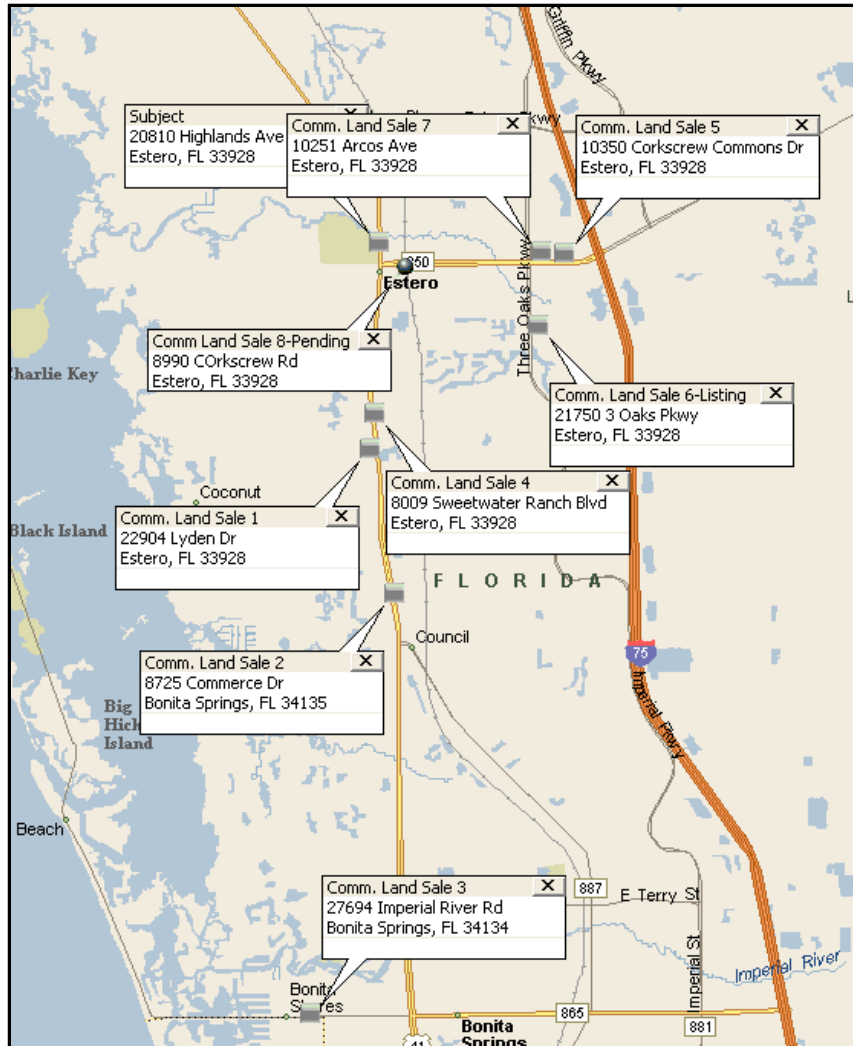 Griffin Pkwy
Pkwy
Subject
20810 Highlands Ave
Estero, FL 33928
Comm. Land Sale 7
10251 Arcos Ave
Estero, FL 33928
Comm. Land Sale 5
10350 Corkscrew Commons Dr
Estero, FL 33928
850
Estero
Three Oaks Pkwy
Comm Land Sale 8-Pending
8990 COrkscrew Rd
Estero, FL 33928
Charlie Key
Comm. Land Sale 6-Listing
21750 3 Oaks Pkwy
Estero, FL 33928
Comm. Land Sale 4
8009 Sweetwater Ranch Blvd
Estero, FL 33928
Coconut
Comm. Land Sale 1
22904 Lyden Dr
Estero, FL 33928
Black Island
FLORIDA
Council
75
Imperial Pkwy
Comm. Land Sale 2
8725 Commerce Dr
Bonita Springs, FL 34135
Big
Hick
Island
Beach
Comm. Land Sale 3
27694 Imperial River Rd
Bonita Springs, FL 34134
887
E Terry St
Imperial St
Imperial River
Bonita
Shores
865
881
41
Bonita
Springs